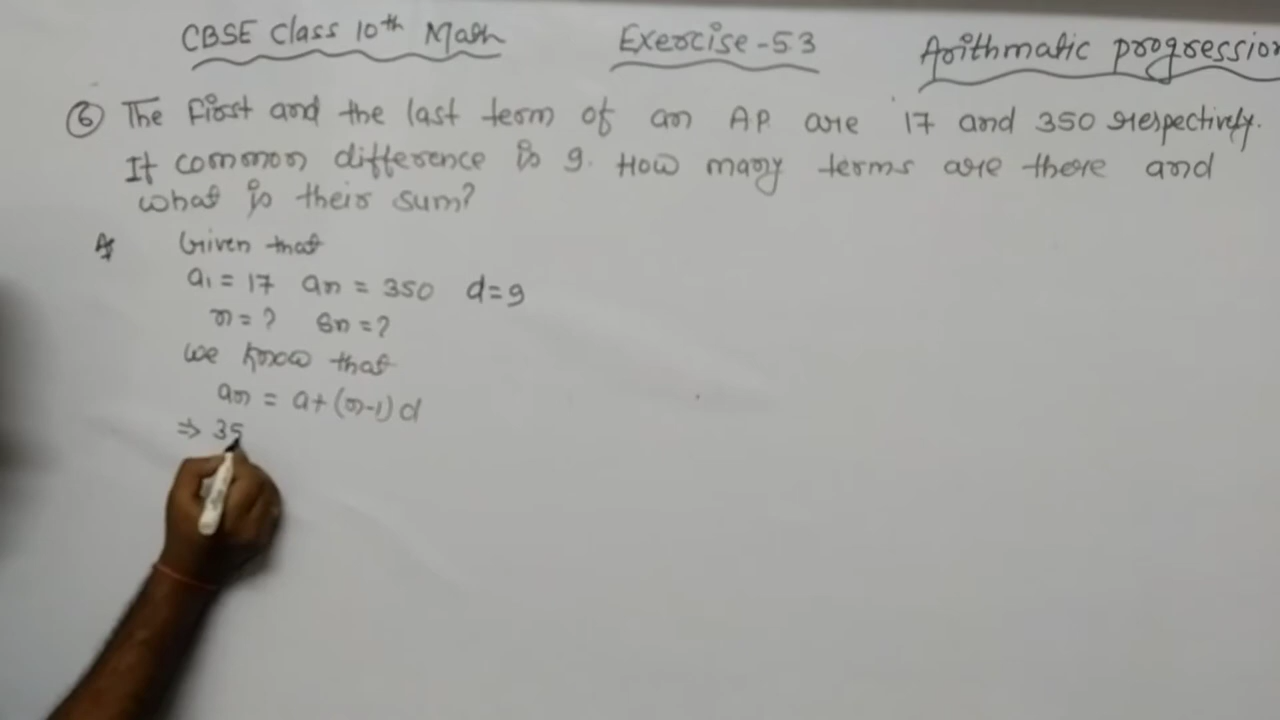 CBSE Class 10th Math Exercise-5.3 Arithmatic progression
⑥ The First and the last term of an A.P. are 17 and 350 respectively.
If common difference is 9. How many terms are there and
what is their sum?
Given that
a₁ = 17 an = 350 d=9
n = ? Sn = ?
we know that
an = a+(n-1)d
⇒ 35